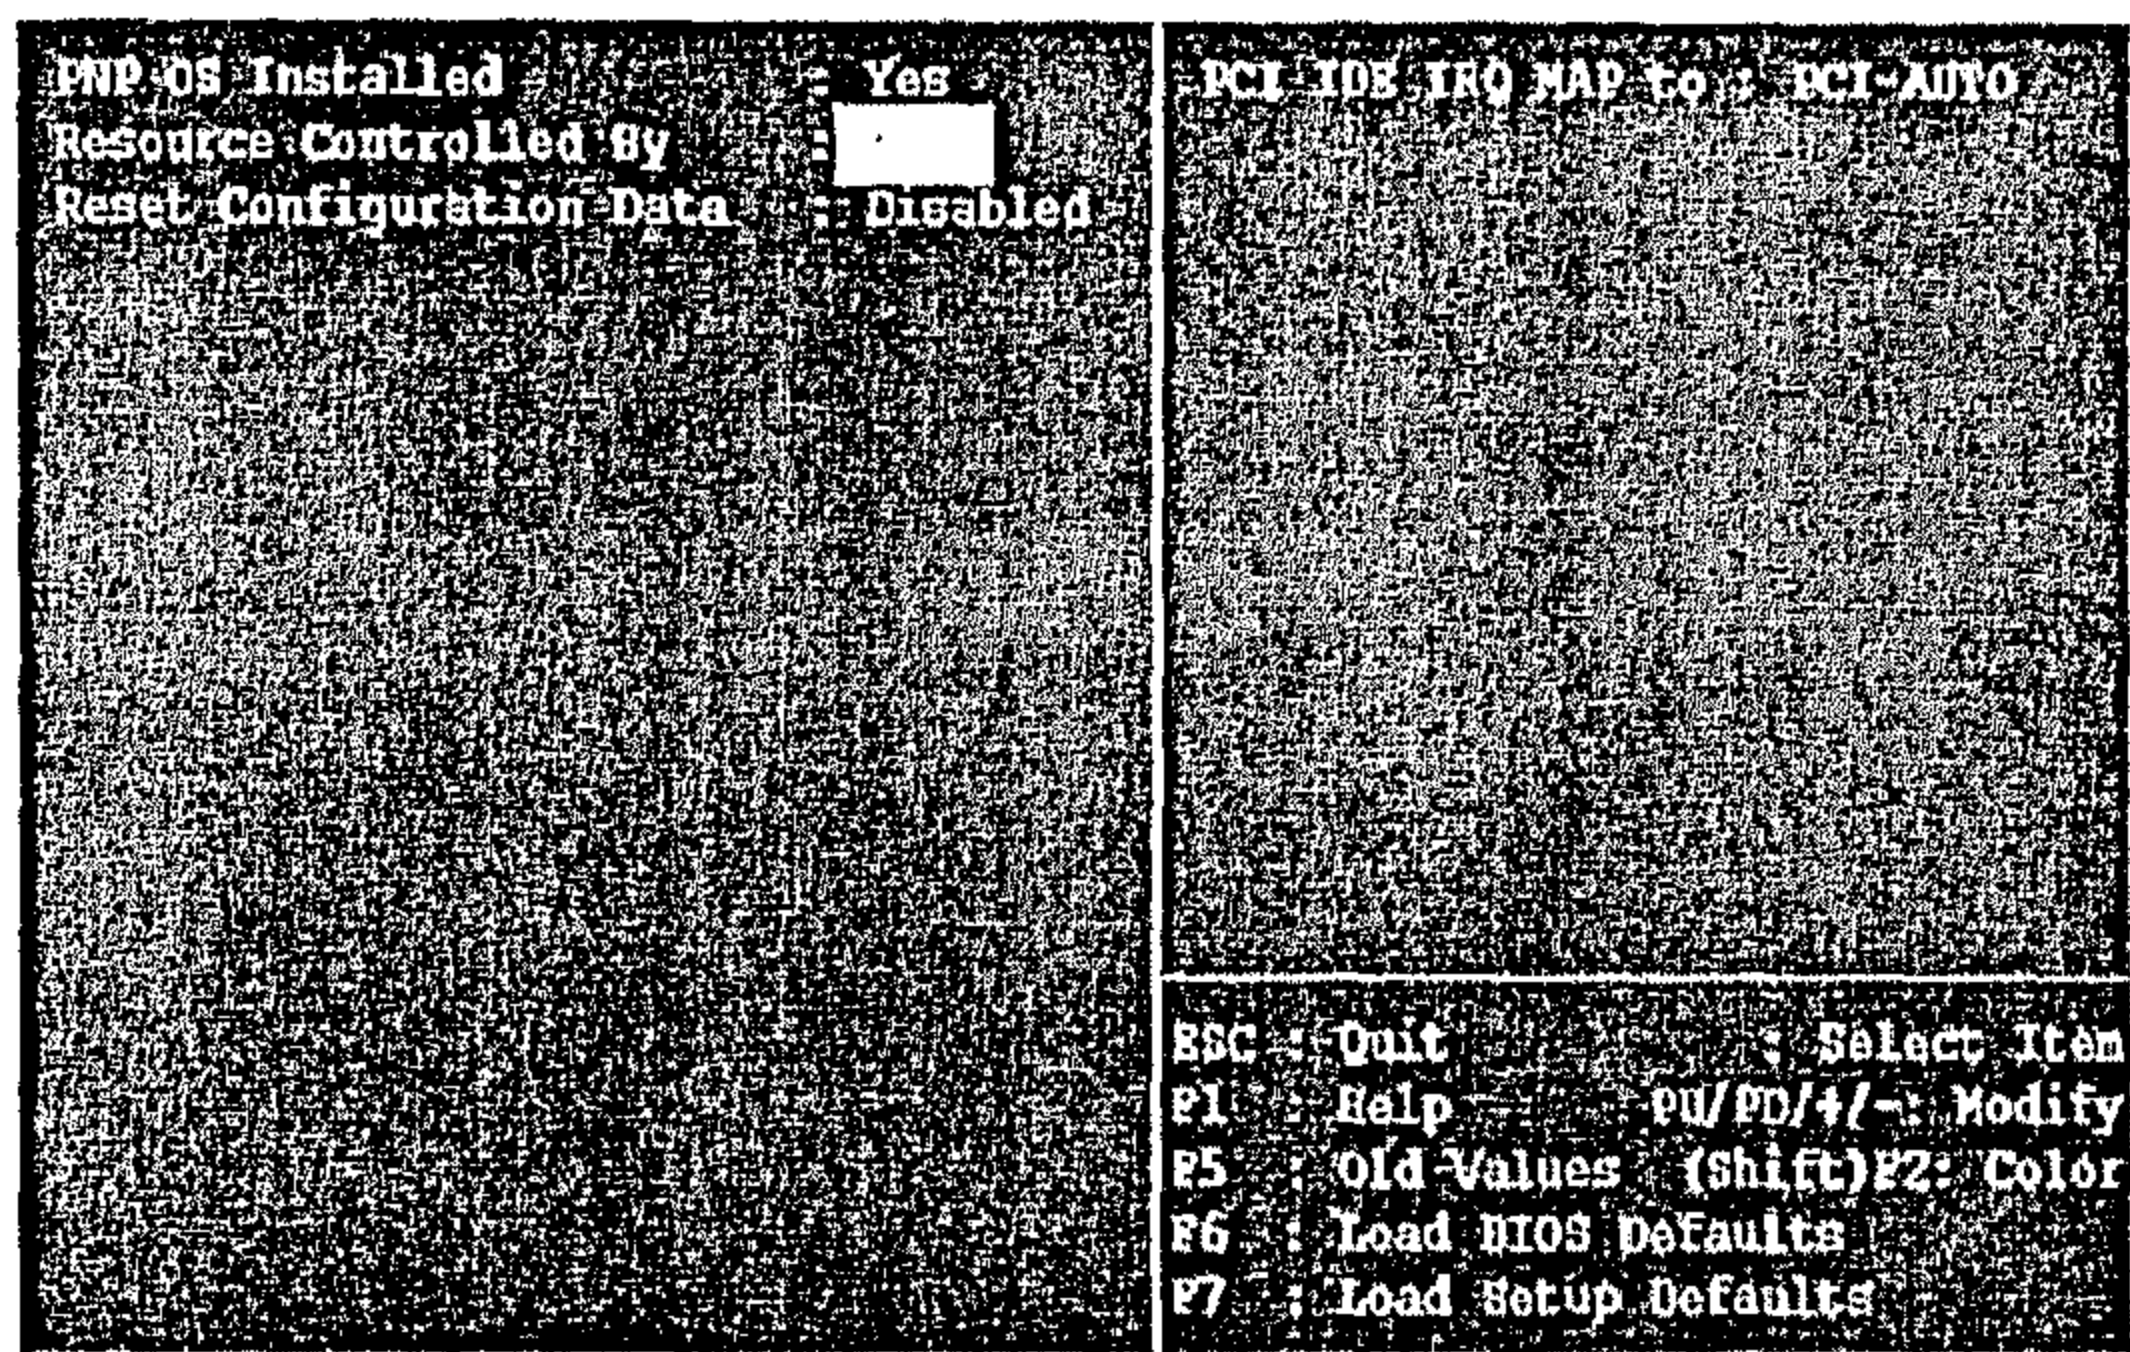 PNP OS Installed : Yes
Resource Controlled By :
Reset Configuration Data : Disabled
PCI IDE IRQ MAP to : PCI-AUTO
ESC : Quit : Select Item
F1 : Help PU/PD/+/- : Modify
F5 : Old Values (Shift)F2: Color
F6 : Load BIOS Defaults
F7 : Load Setup Defaults